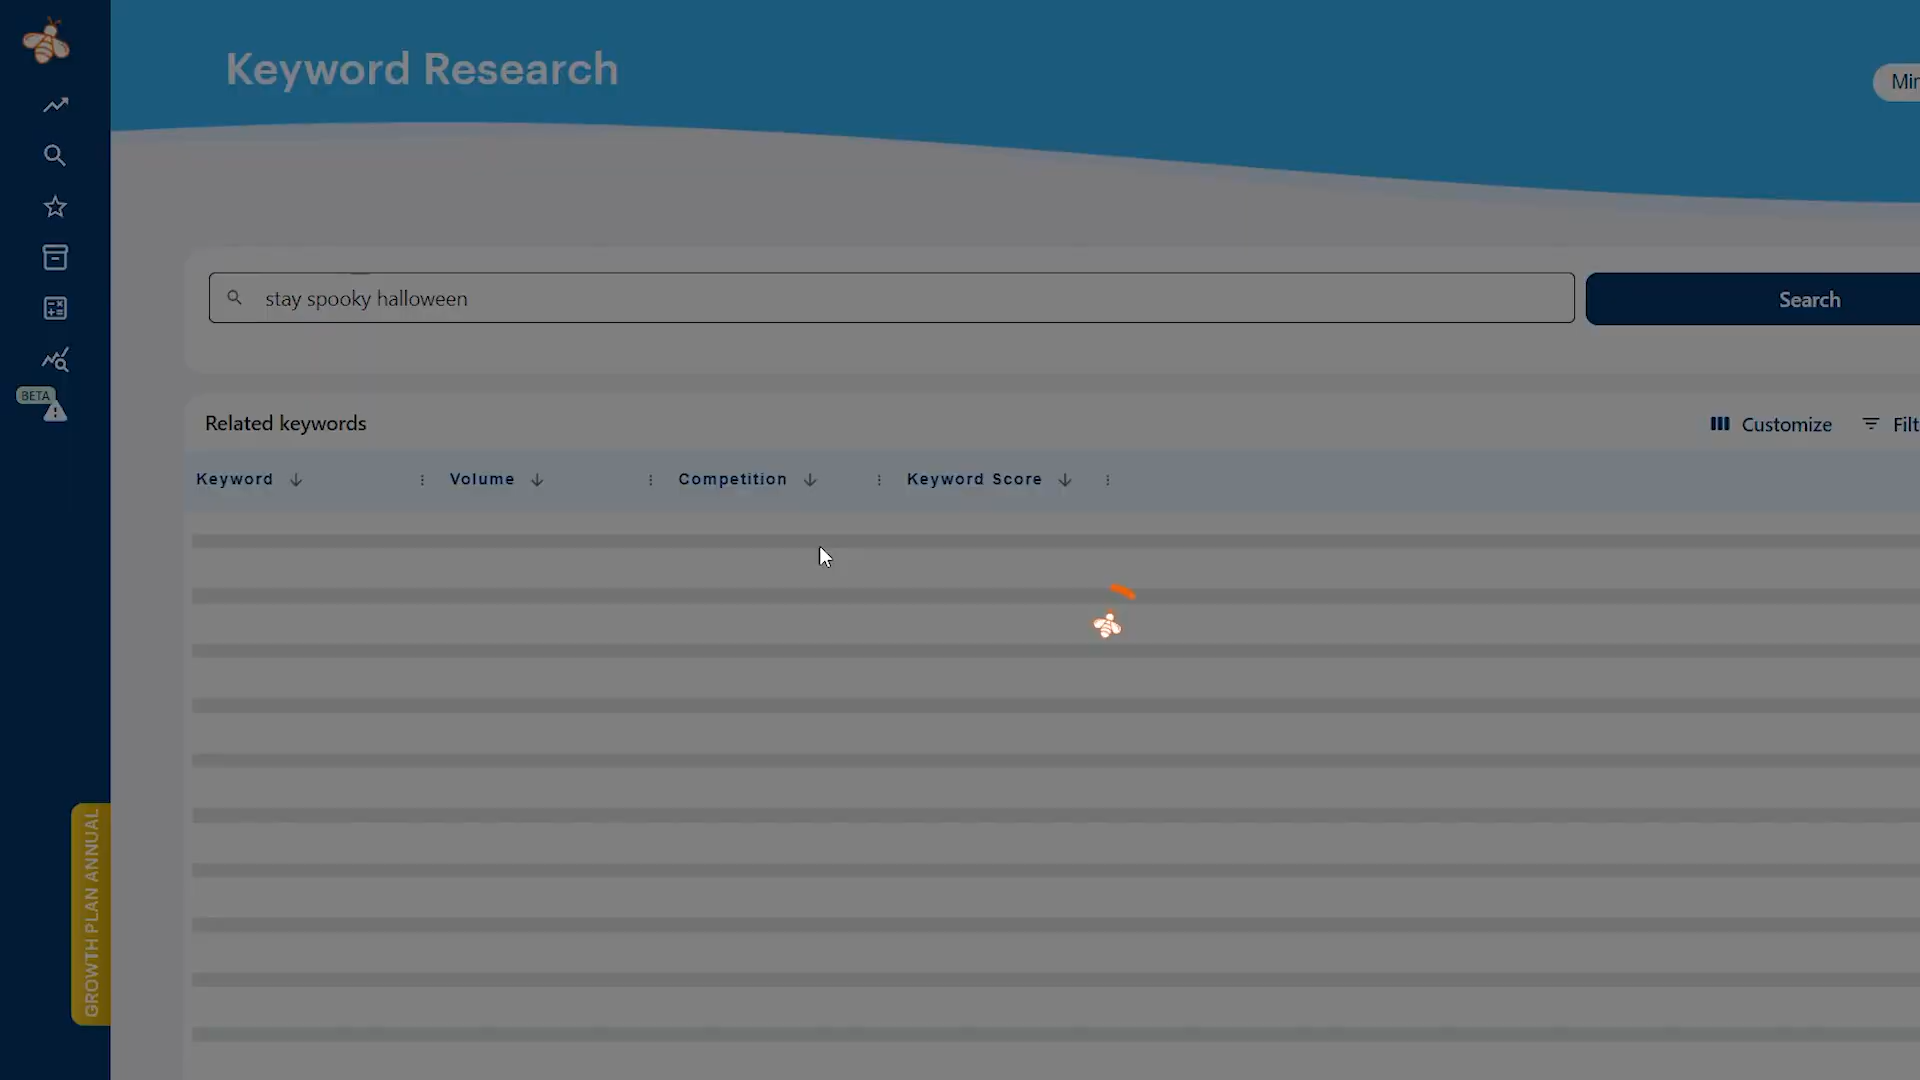 Keyword Research
Min
stay spooky halloween
Search
Related keywords
Customize
Filt
Keyword
Volume
Competition
Keyword Score
BETA
GROWTH PLAN ANNUAL